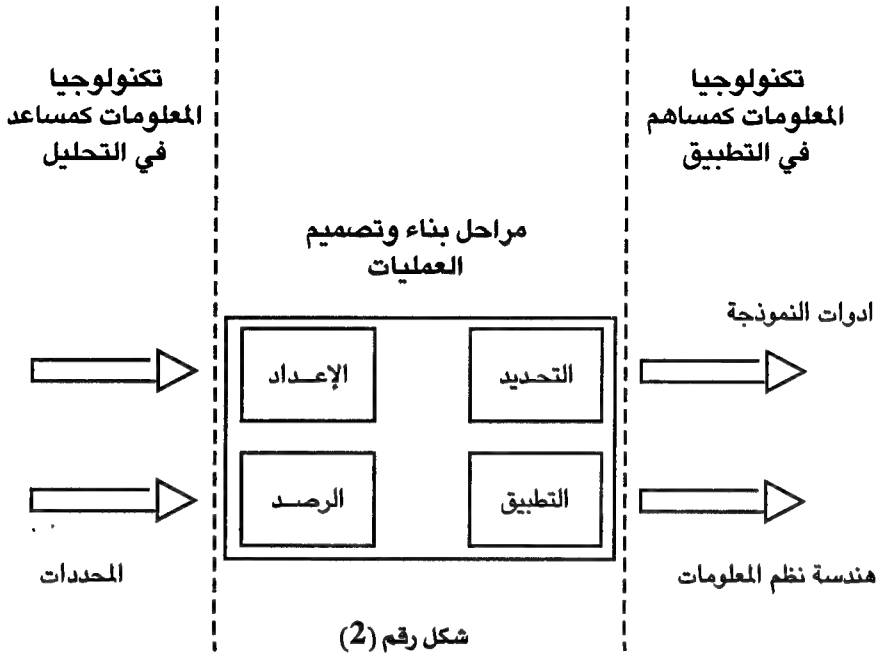 تكنولوجيا
المعلومات كمساهم
في التطبيق
تكنولوجيا
المعلومات كمساعد
في التحليل
مراحل بناء وتصميم
العمليات
ادوات النموذجة
التحديد
الإعداد
التطبيق
الرصد
هندسة نظم المعلومات
المحددات
شكل رقم (2)